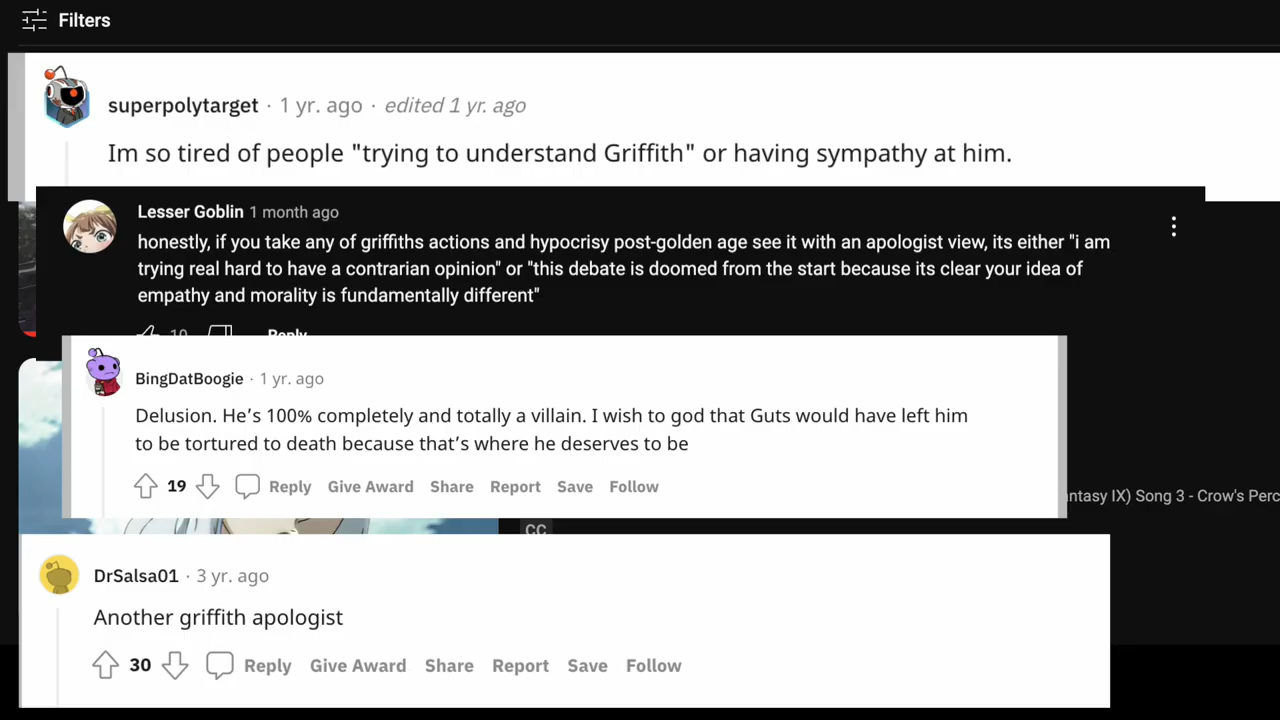 Filters
superpolytarget · 1 yr. ago · edited 1 yr. ago
Im so tired of people "trying to understand Griffith" or having sympathy at him.
Lesser Goblin 1 month ago
honestly, if you take any of griffiths actions and hypocrisy post-golden age see it with an apologist view, its either "i am
trying real hard to have a contrarian opinion" or "this debate is doomed from the start because its clear your idea of
empathy and morality is fundamentally different"
10 Reply
BingDatBoogie · 1 yr. ago
Delusion. He's 100% completely and totally a villain. I wish to god that Guts would have left him
to be tortured to death because that's where he deserves to be
19 Reply Give Award Share Report Save Follow
ntasy IX) Song 3 - Crow's Perc
CC
DrSalsa01 · 3 yr. ago
Another griffith apologist
30 Reply Give Award Share Report Save Follow